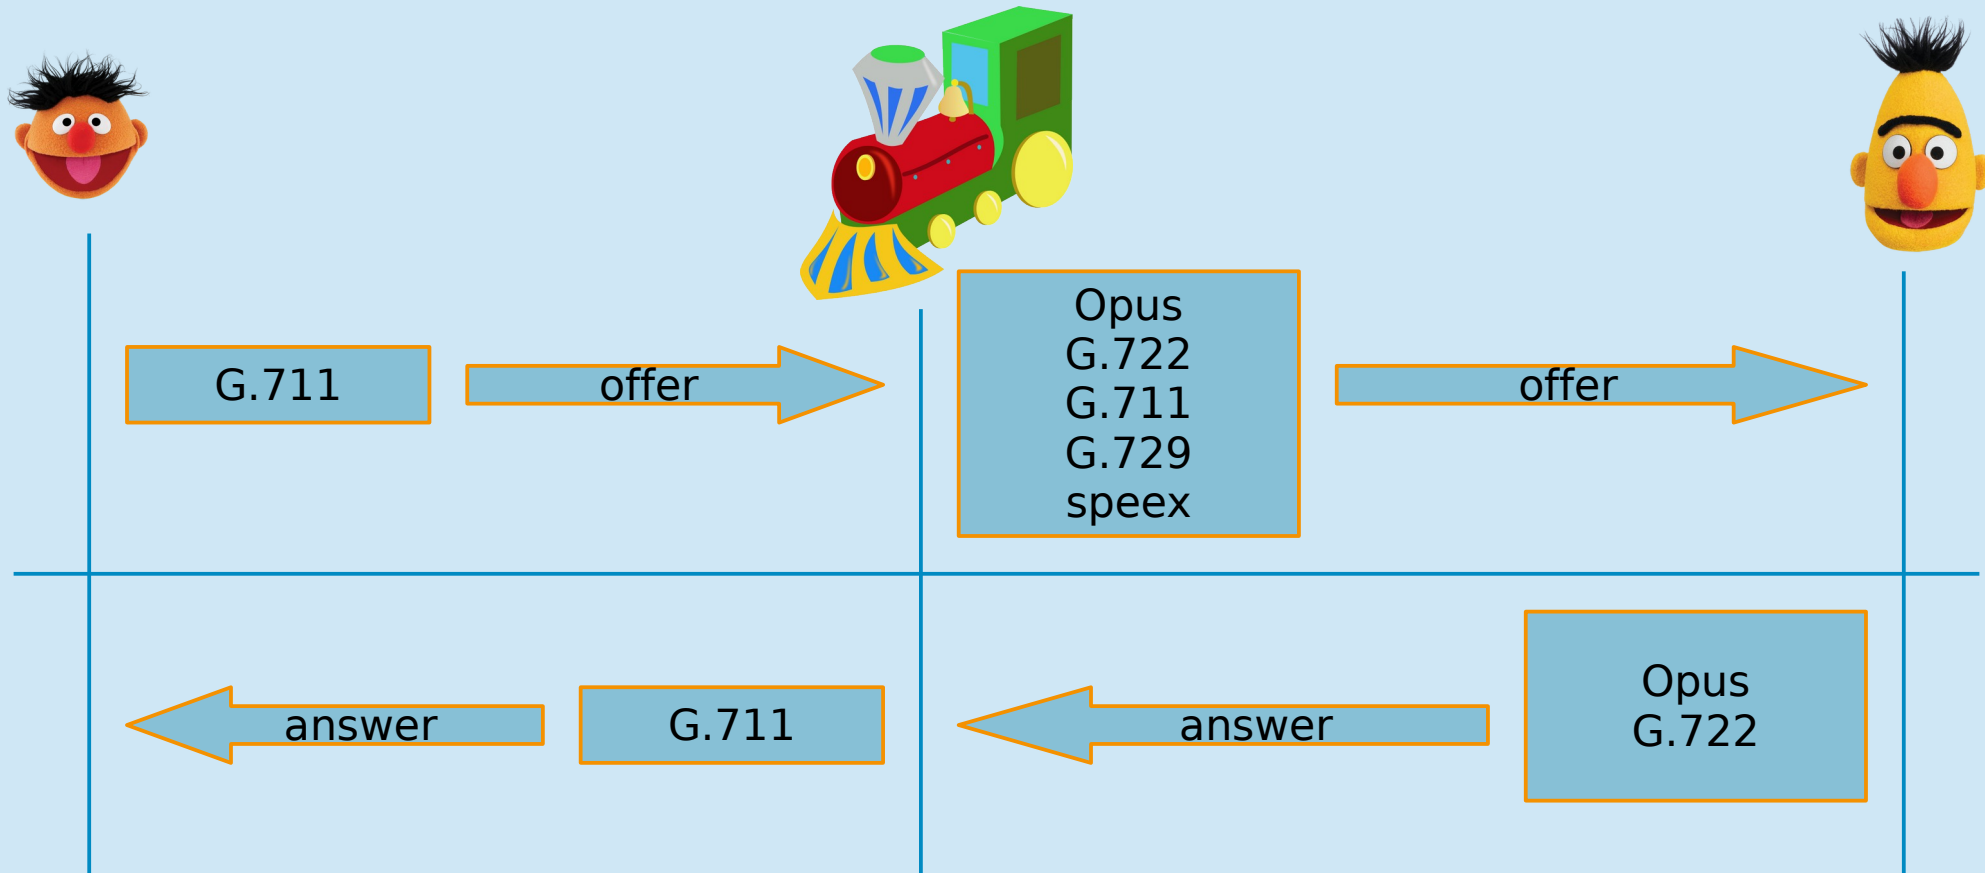 G.711
offer
Opus
G.722
G.711
G.729
speex
offer
answer
G.711
answer
Opus
G.722